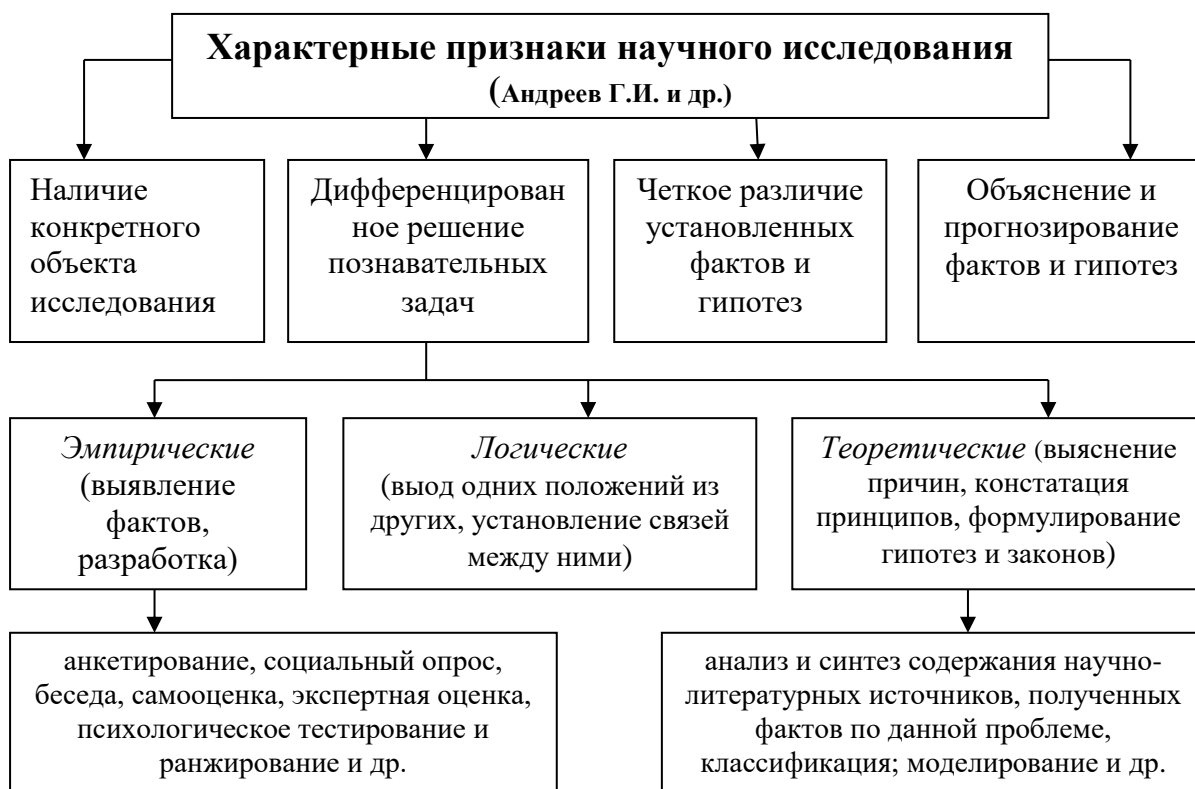 Характерные признаки научного исследования
(Андреев Г.И. и др.)
Наличие
конкретного
объекта
исследования
Дифференцирован
ное решение
познавательных
задач
Четкое различие
установленных
фактов и
гипотез
Объяснение и
прогнозирование
фактов и гипотез
Эмпирические
(выявление
фактов,
разработка)
Логические
(выод одних положений из
других, установление связей
между ними)
Теоретические (выяснение
причин, констатация
принципов, формулирование
гипотез и законов)
анкетирование, социальный опрос,
беседа, самооценка, экспертная оценка,
психологическое тестирование и
ранжирование и др.
анализ и синтез содержания научно-
литературных источников, полученных
фактов по данной проблеме,
классификация; моделирование и др.